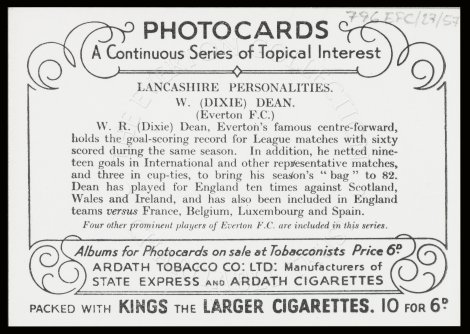 796 EFC/23/57
PHOTOCARDS
A Continuous Series of Topical Interest
LANCASHIRE PERSONALITIES.
W. (DIXIE) DEAN.
(Everton F.C.)
W. R. (Dixie) Dean, Everton's famous centre-forward,
holds the goal-scoring record for League matches with sixty
scored during the same season. In addition, he netted nine-
teen goals in International and other representative matches,
and three in cup-ties, to bring his season's "bag" to 82.
Dean has played for England ten times against Scotland,
Wales and Ireland, and has also been included in England
teams versus France, Belgium, Luxembourg and Spain.
Four other prominent players of Everton F.C. are included in this series.
Albums for Photocards on sale at Tobacconists Price 6D
ARDATH TOBACCO CO: LTD: Manufacturers of
STATE EXPRESS AND ARDATH CIGARETTES
PACKED WITH KINGS THE LARGER CIGARETTES. 10 FOR 6D.